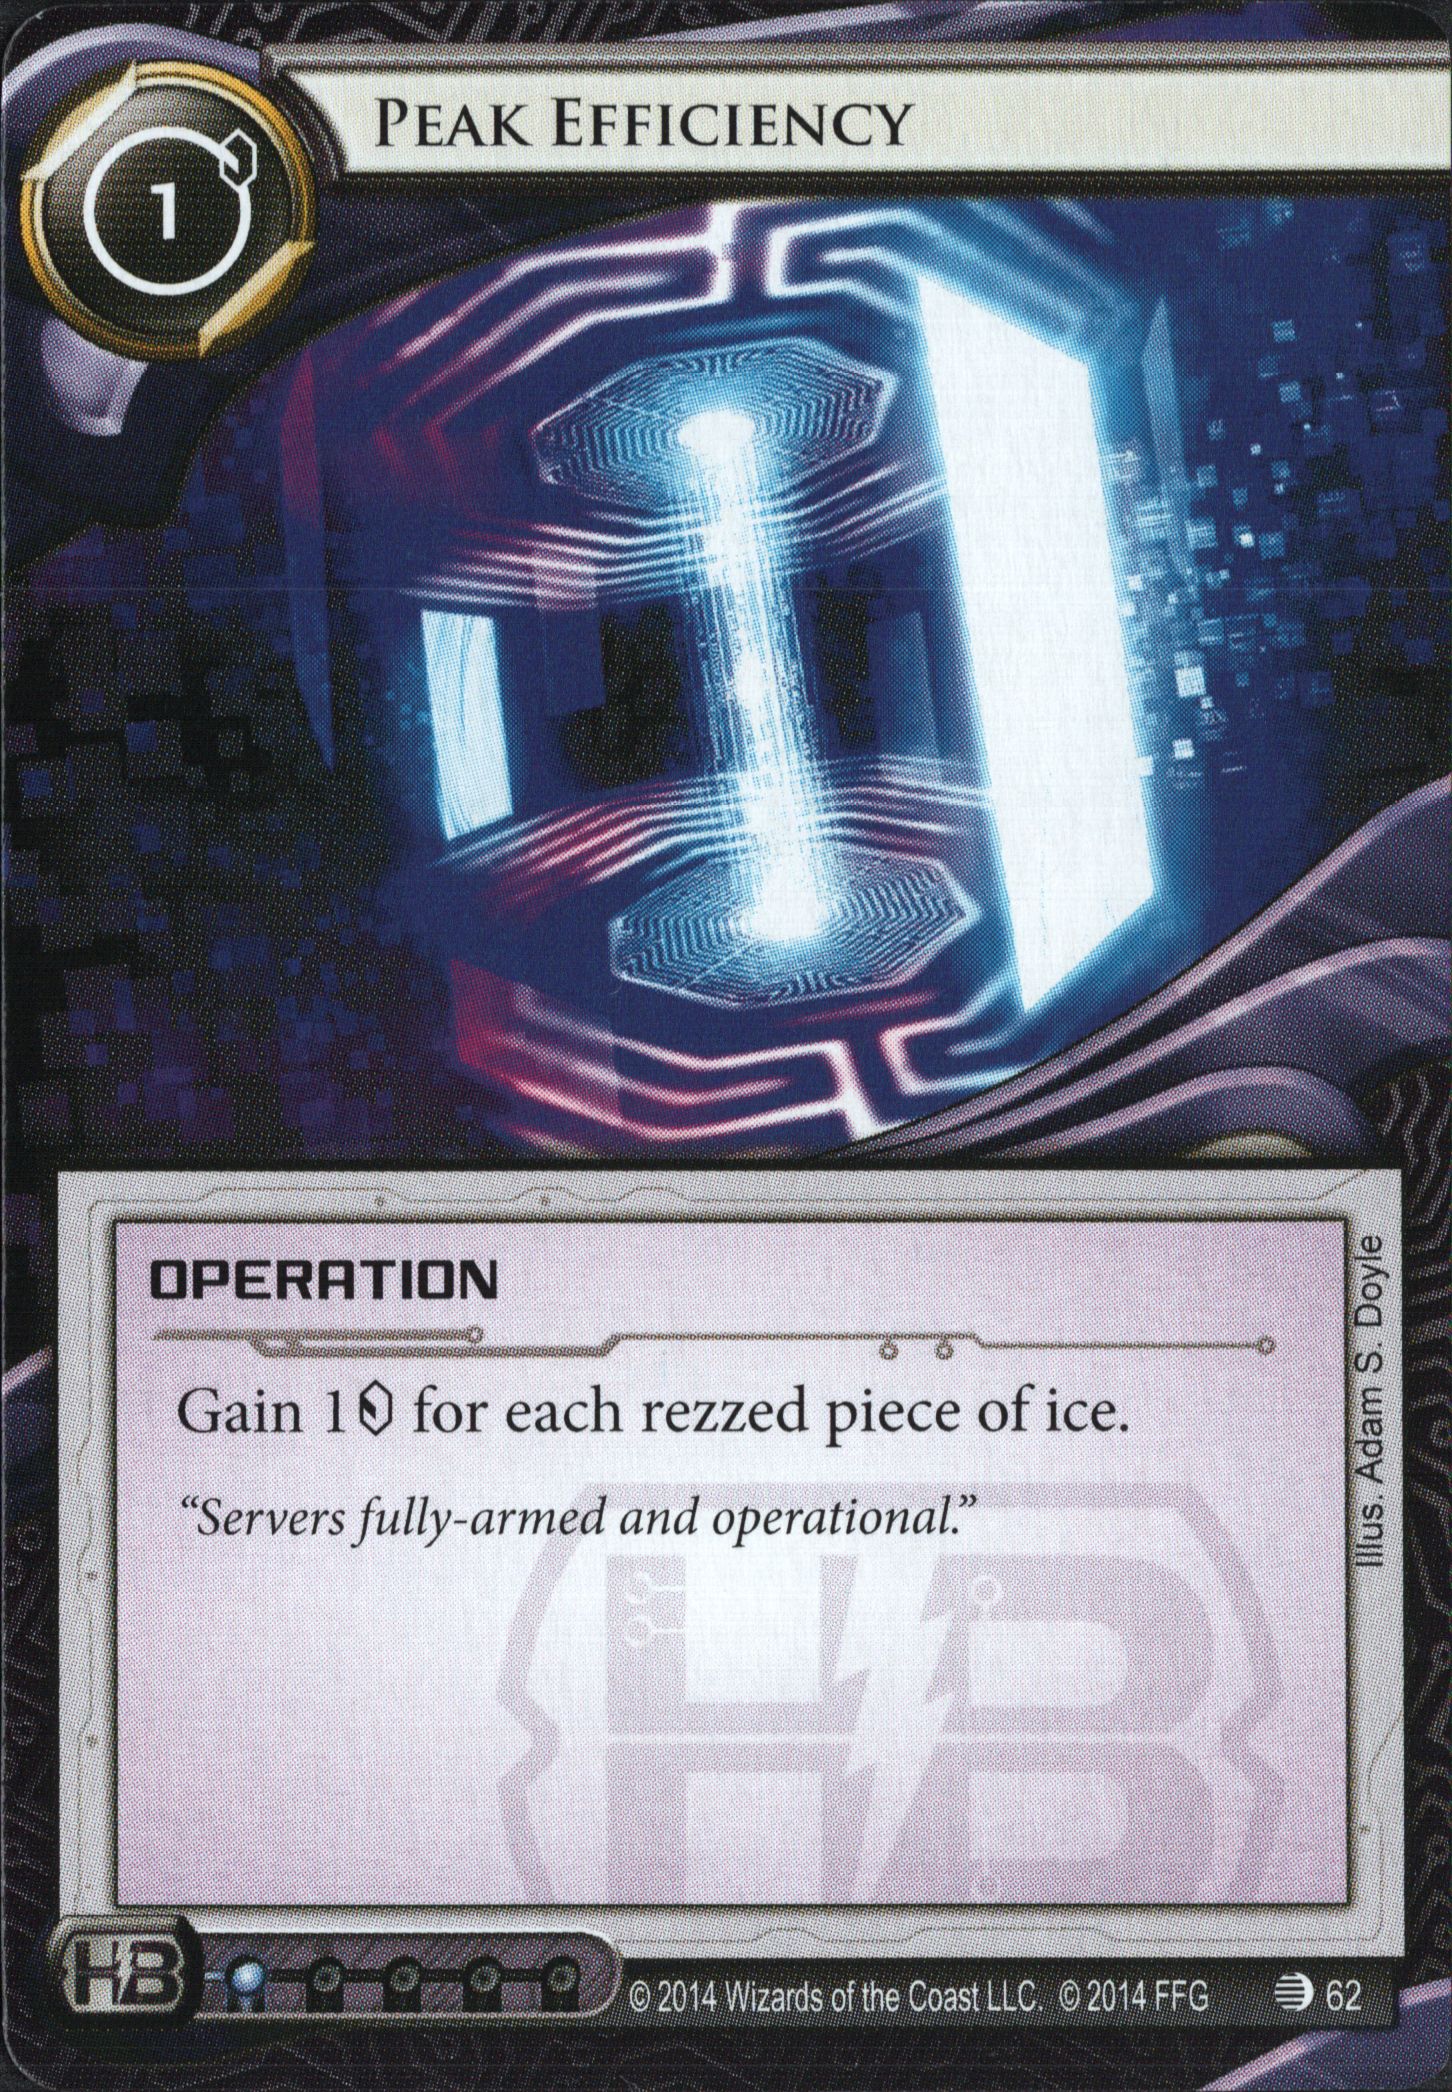 PEAK EFFICIENCY
1
OPERATION
Gain 1 for each rezzed piece of ice.
“Servers fully-armed and operational.”
Illus. Adam S. Doyle
HB
HB
© 2014 Wizards of the Coast LLC. © 2014 FFG 62